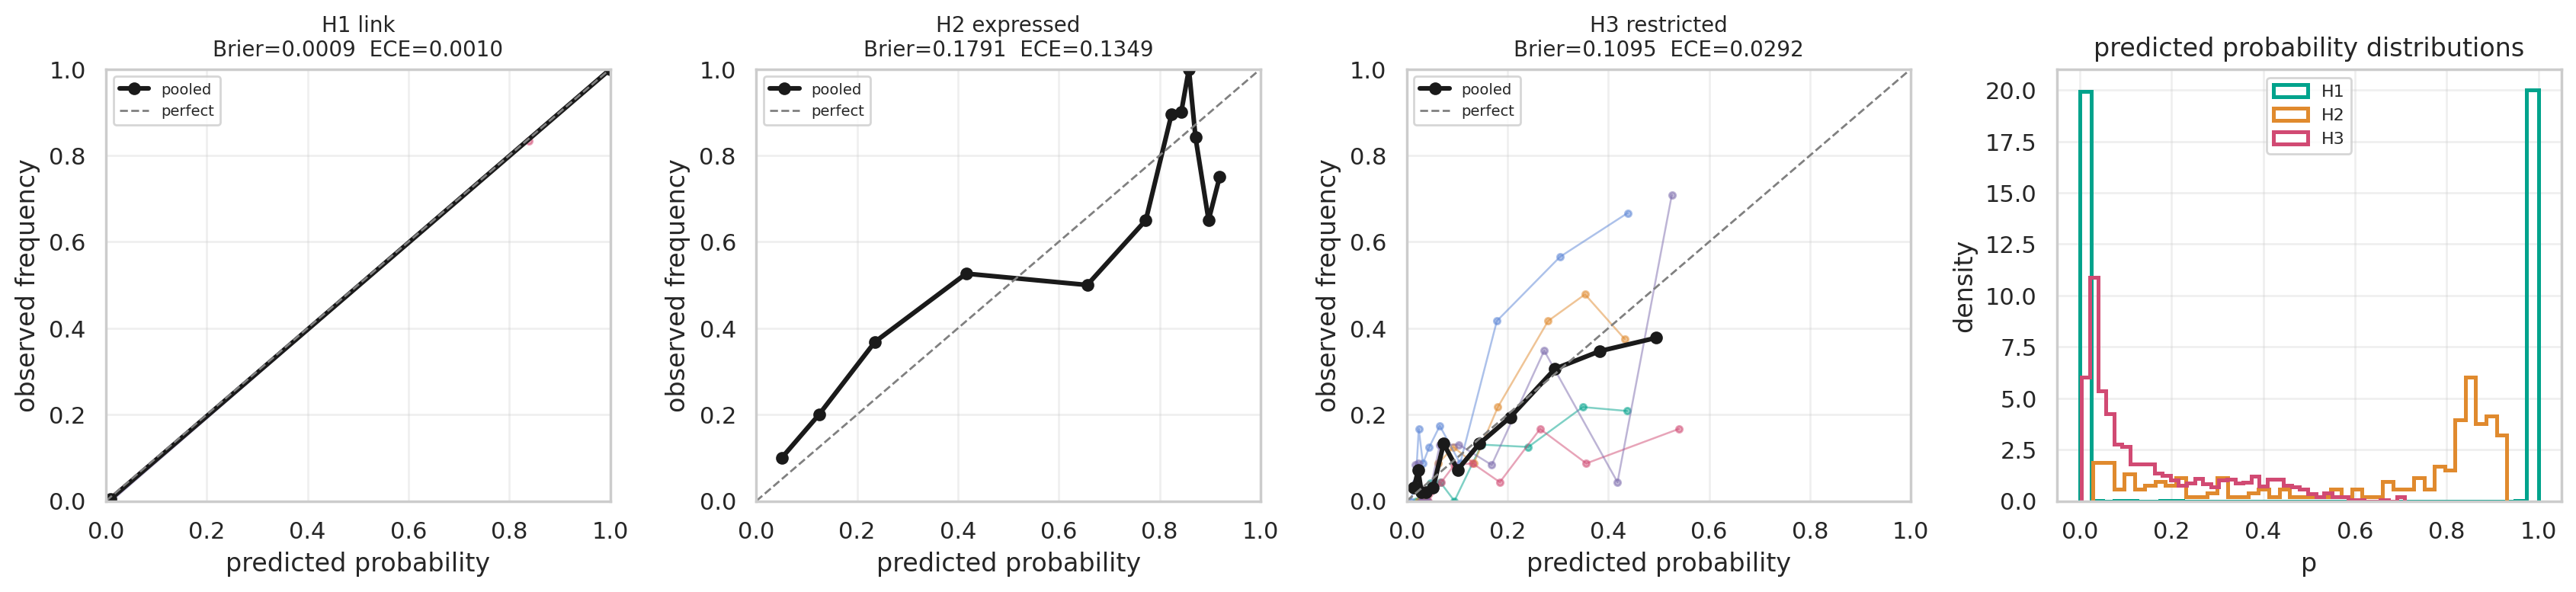 H1 link
Brier=0.0009  ECE=0.0010
1.0
0.8
0.6
0.4
0.2
0.0
observed frequency
pooled
perfect
0.0 0.2 0.4 0.6 0.8 1.0
predicted probability
H2 expressed
Brier=0.1791  ECE=0.1349
1.0
0.8
0.6
0.4
0.2
0.0
observed frequency
pooled
perfect
0.0 0.2 0.4 0.6 0.8 1.0
predicted probability
H3 restricted
Brier=0.1095  ECE=0.0292
1.0
0.8
0.6
0.4
0.2
0.0
observed frequency
pooled
perfect
0.0 0.2 0.4 0.6 0.8 1.0
predicted probability
predicted probability distributions
20.0
17.5
15.0
12.5
10.0
7.5
5.0
2.5
0.0
density
H1
H2
H3
0.0 0.2 0.4 0.6 0.8 1.0
p